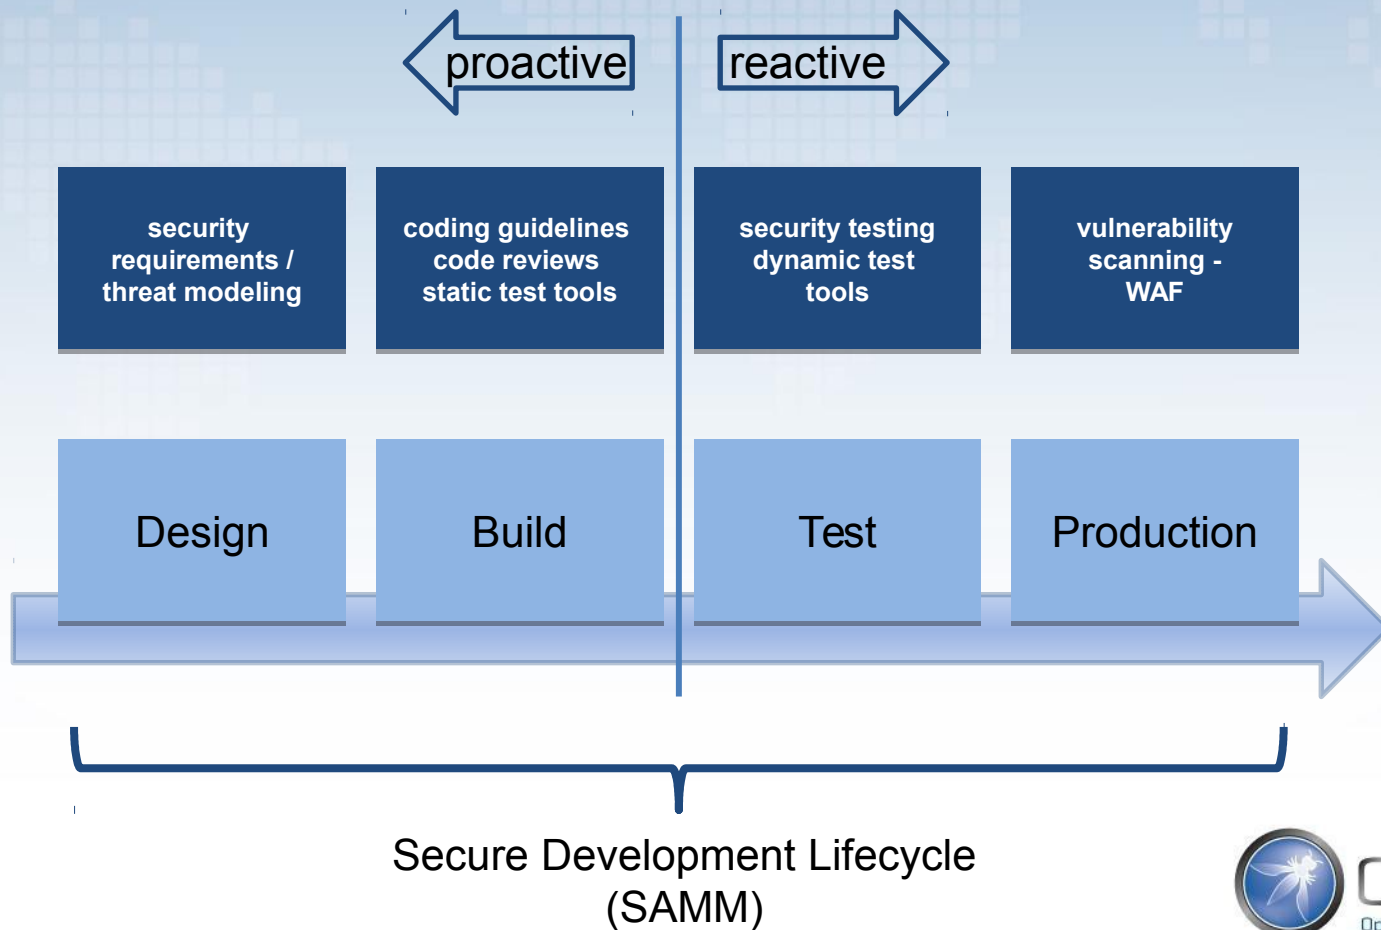 proactive
reactive
security
requirements /
threat modeling
coding guidelines
code reviews
static test tools
security testing
dynamic test
tools
vulnerability
scanning -
WAF
Design
Build
Test
Production
Secure Development Lifecycle
(SAMM)